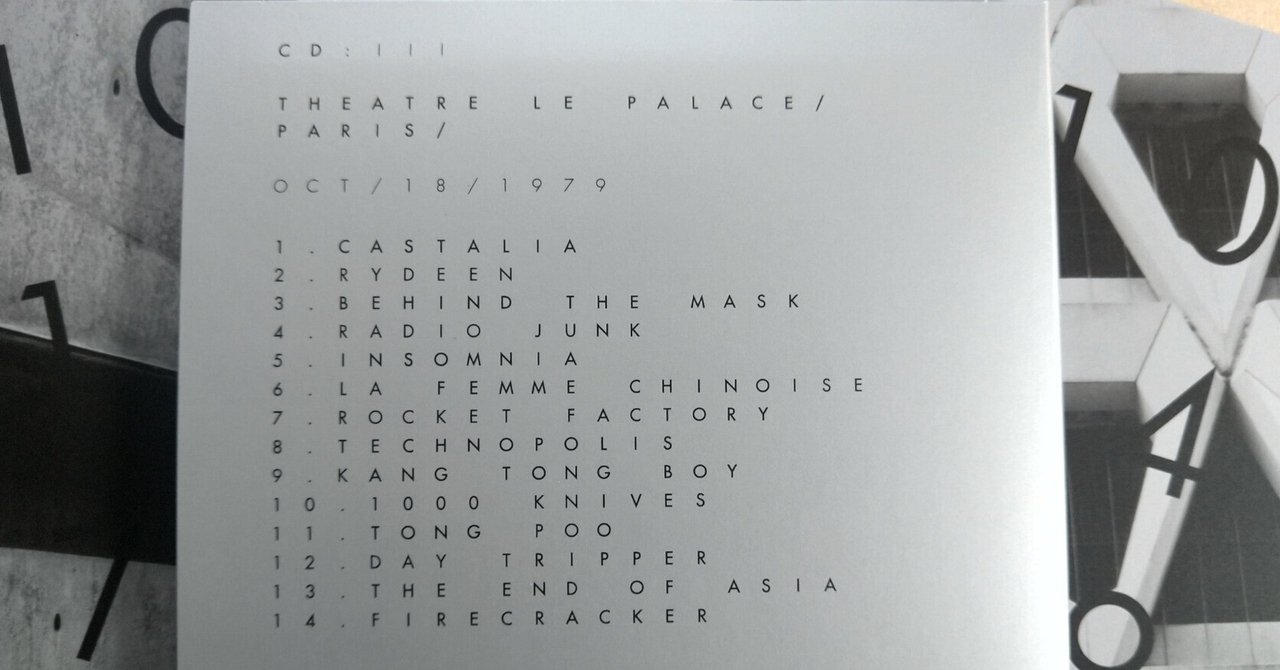 CD:III
THEATRE LE PALACE/
PARIS/
OCT/18/1979
1.CASTALIA
2.RYDEEN
3.BEHIND THE MASK
4.RADIO JUNK
5.INSOMNIA
6.LA FEMME CHINOISE
7.ROCKET FACTORY
8.TECHNOPOLIS
9.KANG TONG BOY
10.1000 KNIVES
11.TONG POO
12.DAY TRIPPER
13.THE END OF ASIA
14.FIRECRACKER